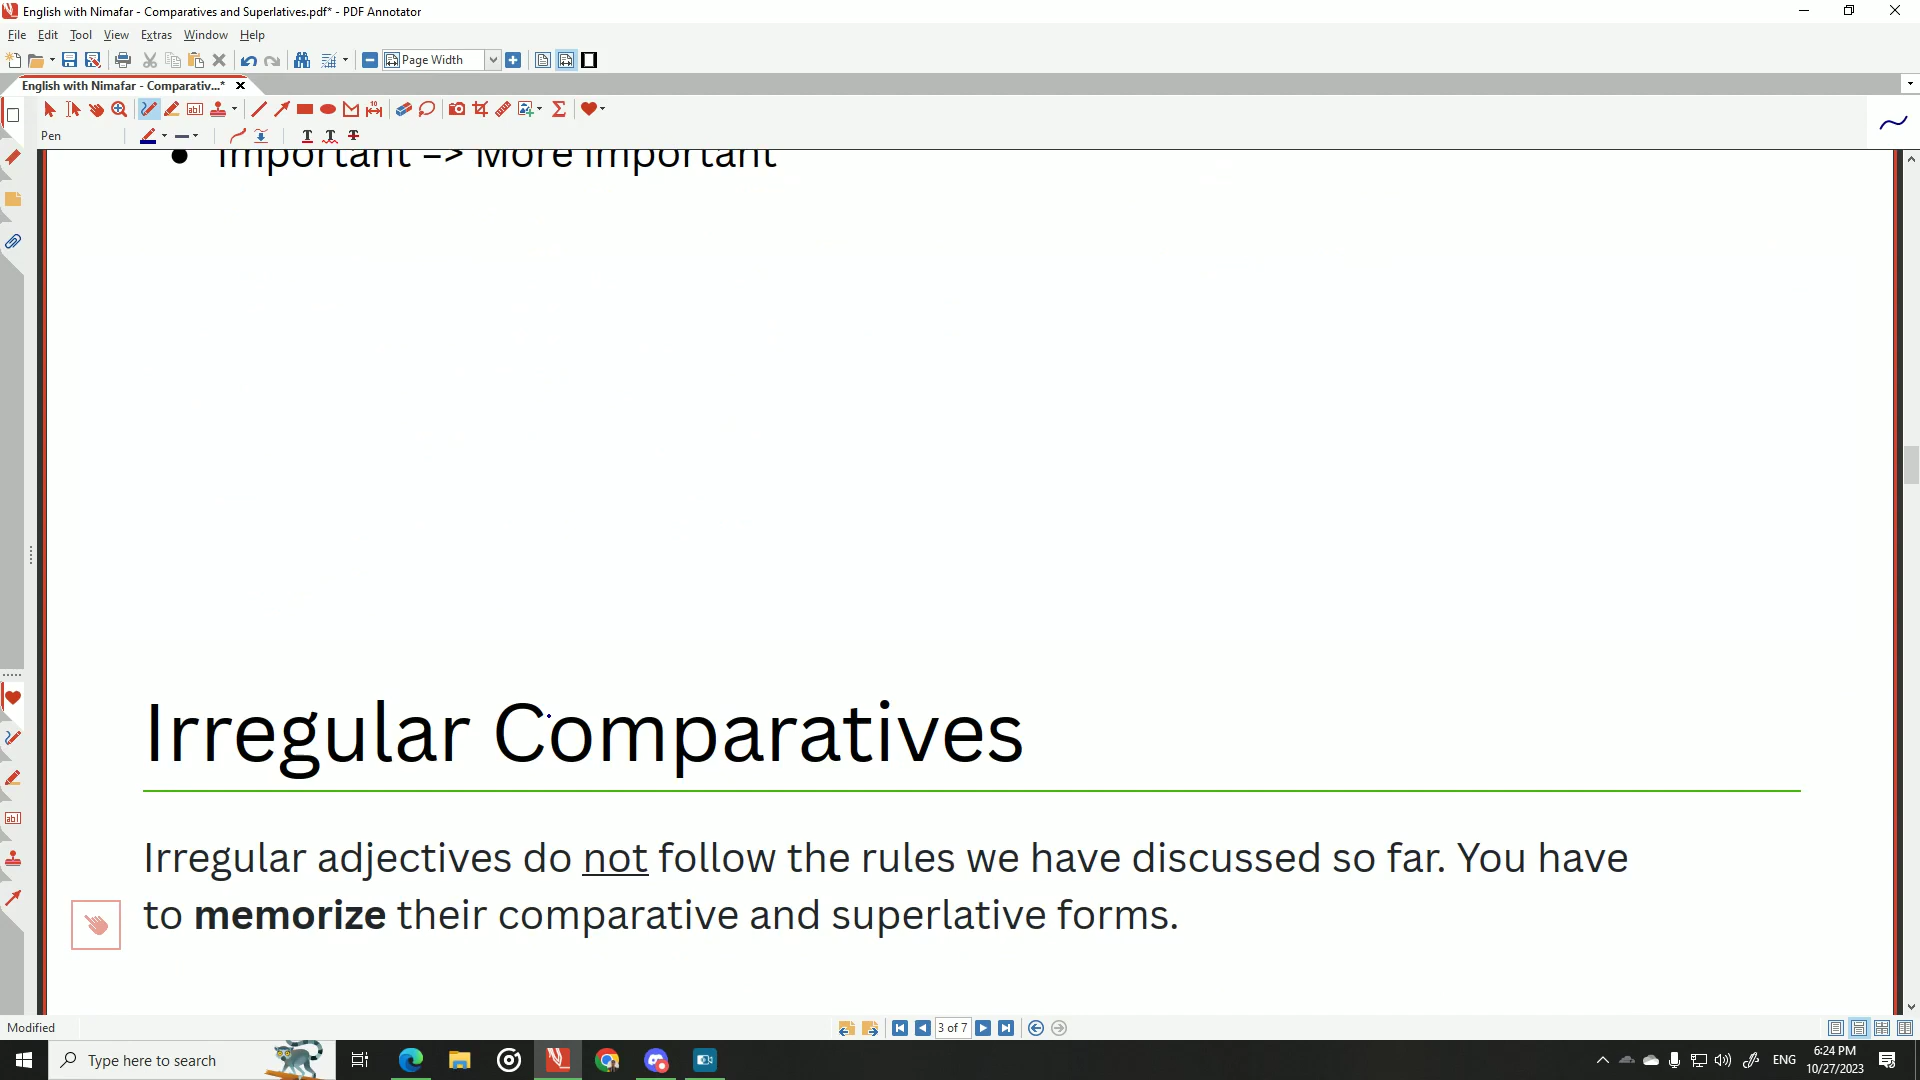 English with Nimafar - Comparatives and Superlatives.pdf* - PDF Annotator
File Edit Tool View Extras Window Help
Page Width
English with Nimafar - Comparativ...*
Pen
Important => More Important
Irregular Comparatives
Irregular adjectives do not follow the rules we have discussed so far. You have
to memorize their comparative and superlative forms.
Modified
3 of 7
Type here to search
ENG
6:24 PM
10/27/2023